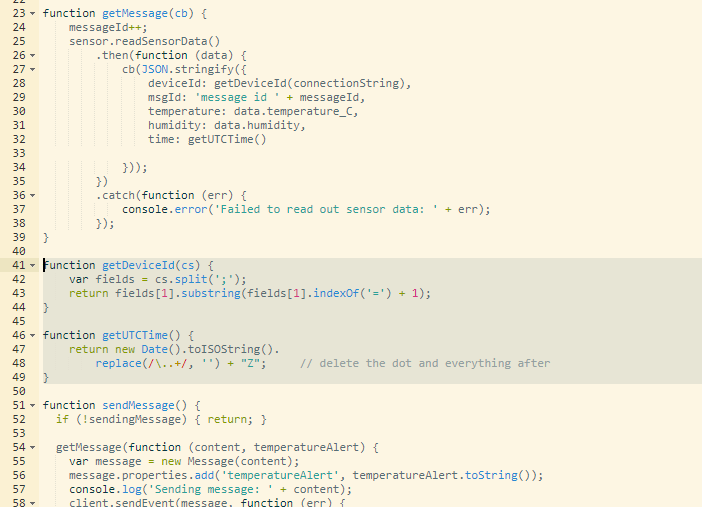 22
23 function getMessage(cb) {
24 messageId++;
25 sensor.readSensorData()
26 .then(function (data) {
27 cb(JSON.stringify({
28 deviceId: getDeviceId(connectionString),
29 msgId: 'message id ' + messageId,
30 temperature: data.temperature_C,
31 humidity: data.humidity,
32 time: getUTCTime()
33
34 }));
35 })
36 .catch(function (err) {
37 console.error('Failed to read out sensor data: ' + err);
38 });
39 }
40
41 function getDeviceId(cs) {
42 var fields = cs.split(';');
43 return fields[1].substring(fields[1].indexOf('=') + 1);
44 }
45
46 function getUTCTime() {
47 return new Date().toISOString().
48 replace(/\..+/, '') + "Z"; // delete the dot and everything after
49 }
50
51 function sendMessage() {
52 if (!sendingMessage) { return; }
53
54 getMessage(function (content, temperatureAlert) {
55 var message = new Message(content);
56 message.properties.add('temperatureAlert', temperatureAlert.toString());
57 console.log('Sending message: ' + content);
58 client.sendEvent(message, function (err) {